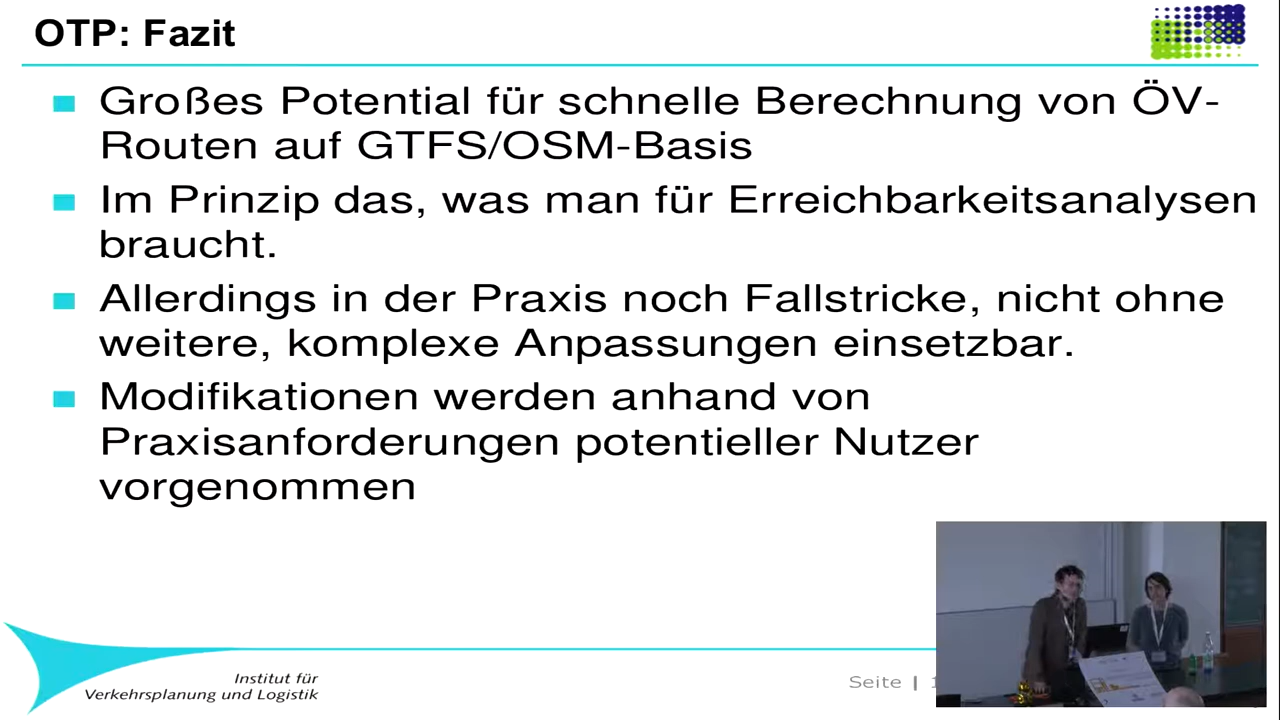 OTP: Fazit
Großes Potential für schnelle Berechnung von ÖV-
Routen auf GTFS/OSM-Basis
Im Prinzip das, was man für Erreichbarkeitsanalysen
braucht.
Allerdings in der Praxis noch Fallstricke, nicht ohne
weitere, komplexe Anpassungen einsetzbar.
Modifikationen werden anhand von
Praxisanforderungen potentieller Nutzer
vorgenommen
Institut für
Verkehrsplanung und Logistik
Seite |